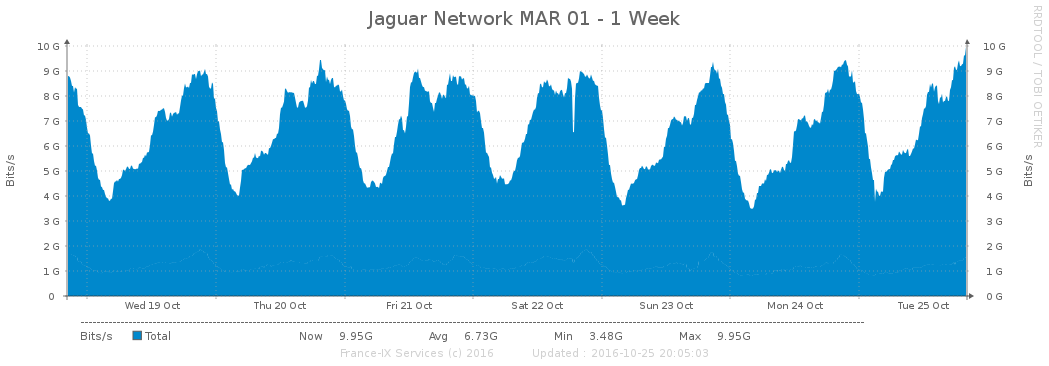 Jaguar Network MAR 01 - 1 Week
RRDTOOL / TOBI OETIKER
Bits/s
Bits/s
10 G 10 G
9 G 9 G
8 G 8 G
7 G 7 G
6 G 6 G
5 G 5 G
4 G 4 G
3 G 3 G
2 G 2 G
1 G 1 G
0 0 G
Wed 19 Oct Thu 20 Oct Fri 21 Oct Sat 22 Oct Sun 23 Oct Mon 24 Oct Tue 25 Oct
Bits/s Total Now 9.95G Avg 6.73G Min 3.48G Max 9.95G
France-IX Services (c) 2016 Updated : 2016-10-25 20:05:03